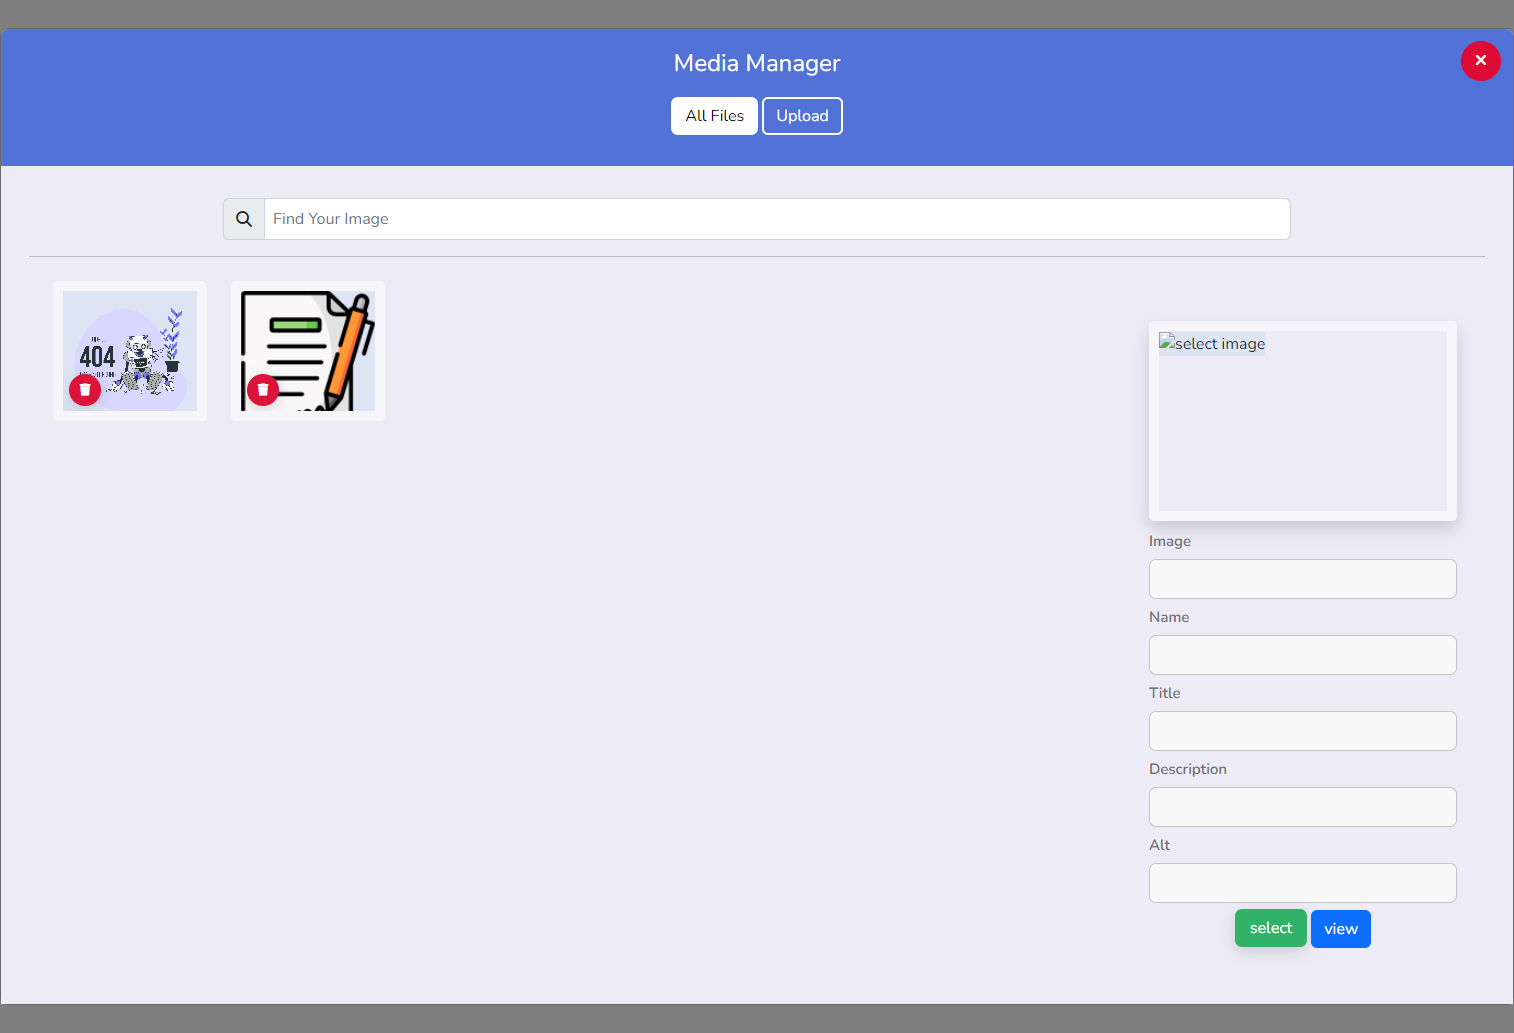 Media Manager
All Files
Upload
Find Your Image
404
select image
Image
Name
Title
Description
Alt
select
view